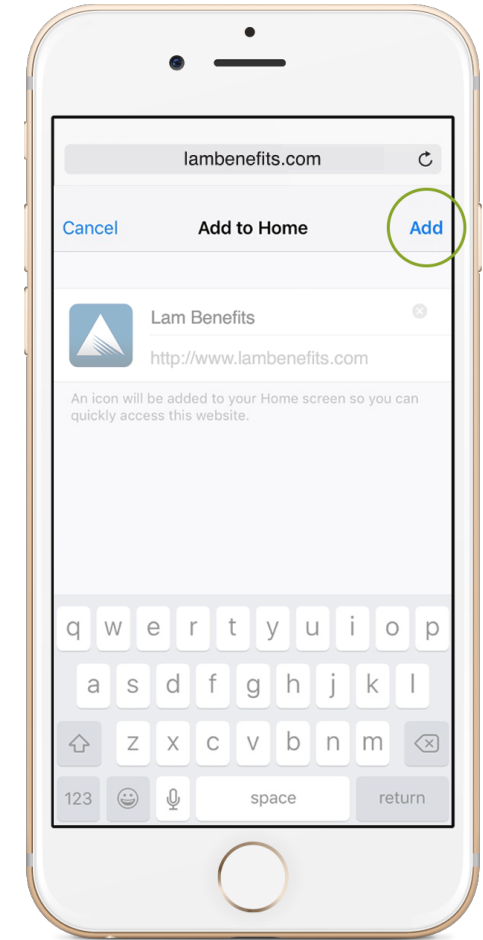 lambenefits.com
Cancel Add to Home Add
Lam Benefits
http://www.lambenefits.com
An icon will be added to your Home screen so you can
quickly access this website.
q w e r t y u i o p
a s d f g h j k l
z x c v b n m
123 space return